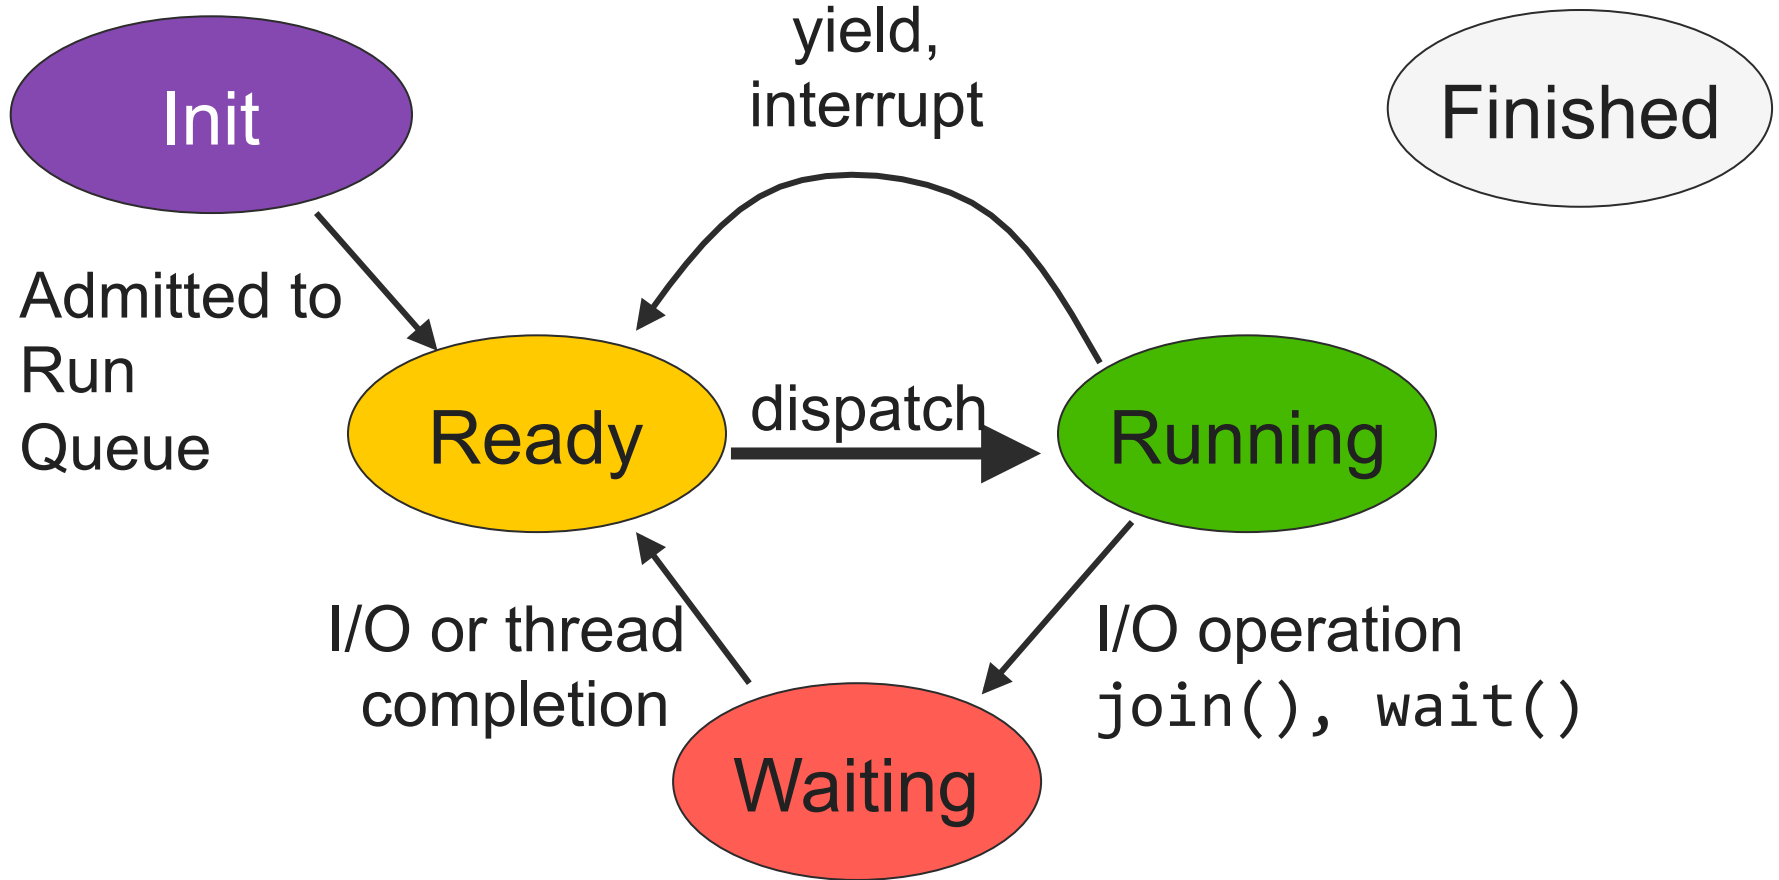 Init
yield,
interrupt
Finished
Admitted to
Run
Queue
Ready
dispatch
Running
I/O or thread
completion
I/O operation
join(), wait()
Waiting